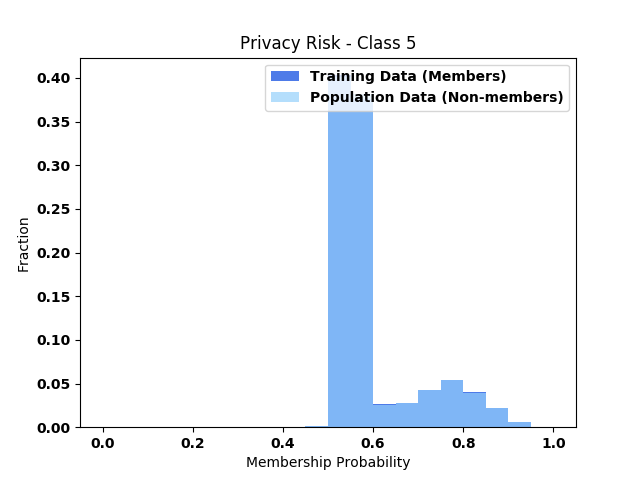 Privacy Risk - Class 5
Training Data (Members)
Population Data (Non-members)
0.40
0.35
0.30
0.25
0.20
0.15
0.10
0.05
0.00
Fraction
0.0 0.2 0.4 0.6 0.8 1.0
Membership Probability